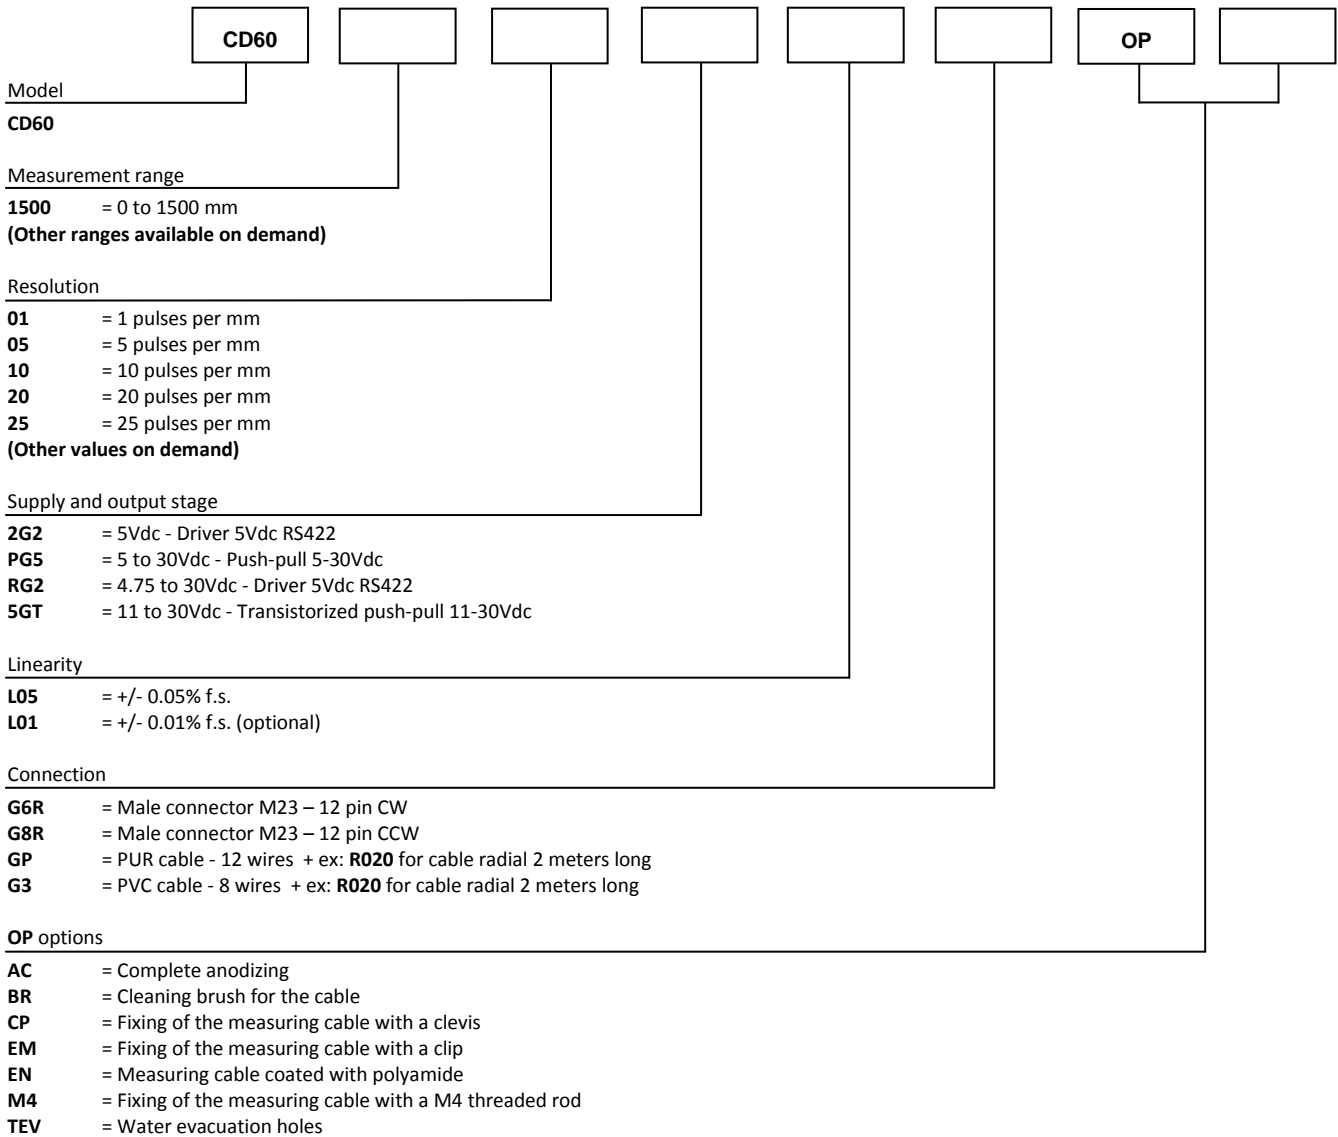 CD60 OP
Model
CD60
Measurement range
1500 = 0 to 1500 mm
(Other ranges available on demand)
Resolution
01 = 1 pulses per mm
05 = 5 pulses per mm
10 = 10 pulses per mm
20 = 20 pulses per mm
25 = 25 pulses per mm
(Other values on demand)
Supply and output stage
2G2 = 5Vdc - Driver 5Vdc RS422
PG5 = 5 to 30Vdc - Push-pull 5-30Vdc
RG2 = 4.75 to 30Vdc - Driver 5Vdc RS422
5GT = 11 to 30Vdc - Transistorized push-pull 11-30Vdc
Linearity
L05 = +/- 0.05% f.s.
L01 = +/- 0.01% f.s. (optional)
Connection
G6R = Male connector M23 – 12 pin CW
G8R = Male connector M23 – 12 pin CCW
GP = PUR cable - 12 wires + ex: R020 for cable radial 2 meters long
G3 = PVC cable - 8 wires + ex: R020 for cable radial 2 meters long
OP options
AC = Complete anodizing
BR = Cleaning brush for the cable
CP = Fixing of the measuring cable with a clevis
EM = Fixing of the measuring cable with a clip
EN = Measuring cable coated with polyamide
M4 = Fixing of the measuring cable with a M4 threaded rod
TEV = Water evacuation holes